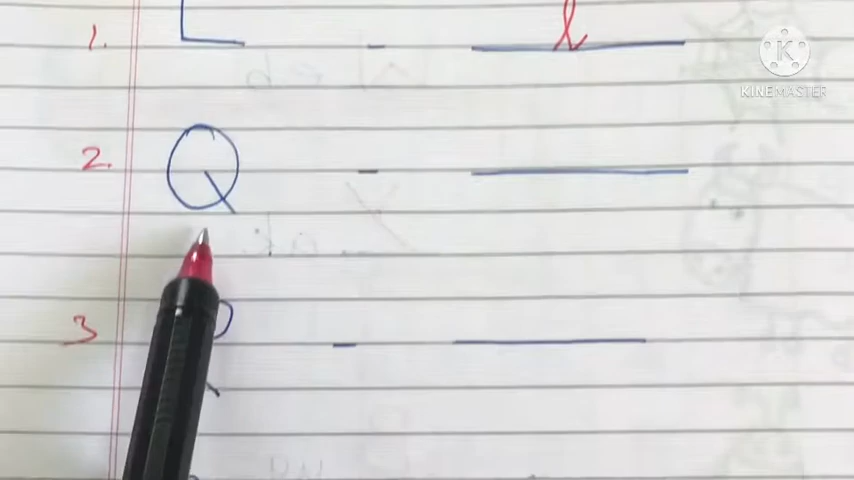 1. L - l
K
KINEMASTER
2. Q -
3 -